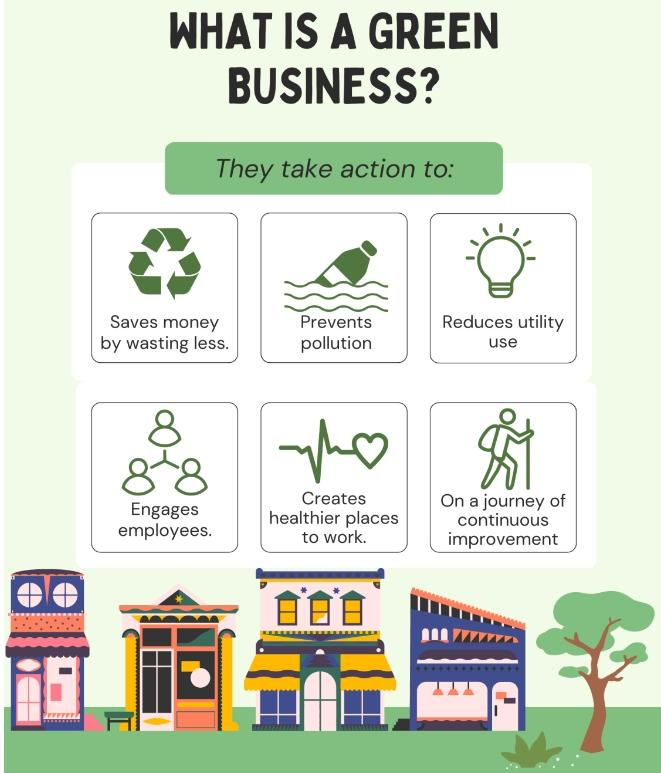 WHAT IS A GREEN
BUSINESS?
They take action to:
Saves money
by wasting less.
Prevents
pollution
Reduces utility
use
Engages
employees.
Creates
healthier places
to work.
On a journey of
continuous
improvement